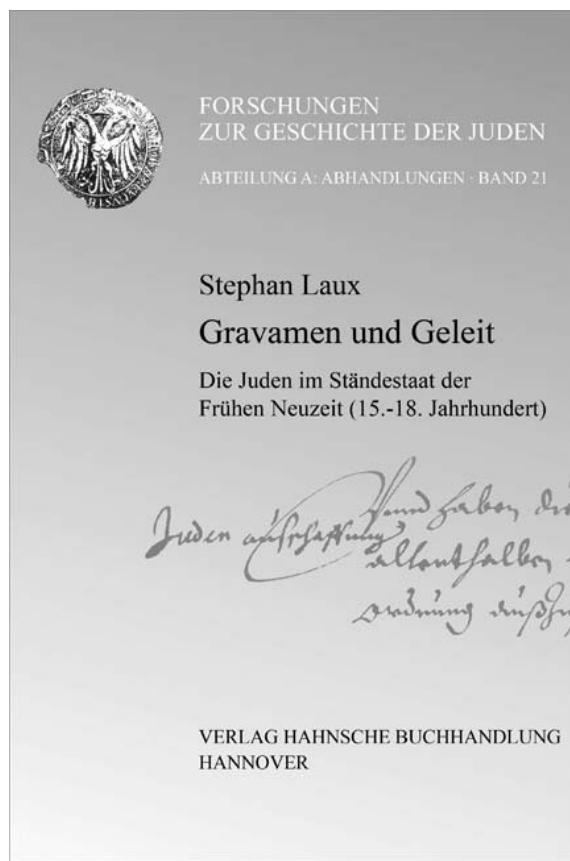 FORSCHUNGEN
ZUR GESCHICHTE DER JUDEN
ABTEILUNG A: ABHANDLUNGEN · BAND 21
Stephan Laux
Gravamen und Geleit
Die Juden im Ständestaat der
Frühen Neuzeit (15.-18. Jahrhundert)
Juden
haben die
allenthalben
ordnung
VERLAG HAHNSCHE BUCHHANDLUNG
HANNOVER